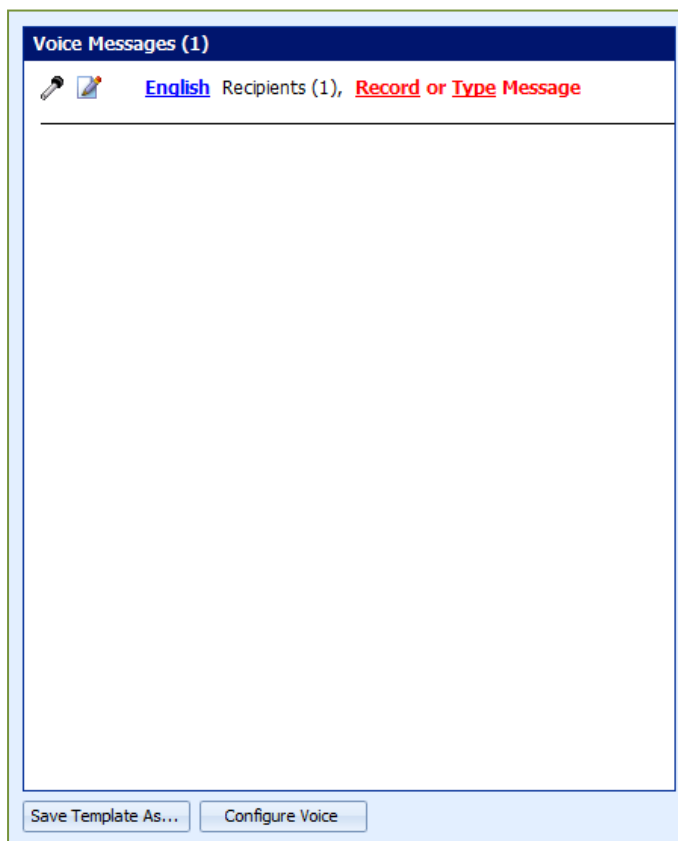 Voice Messages (1)
English Recipients (1), Record or Type Message
Save Template As... Configure Voice